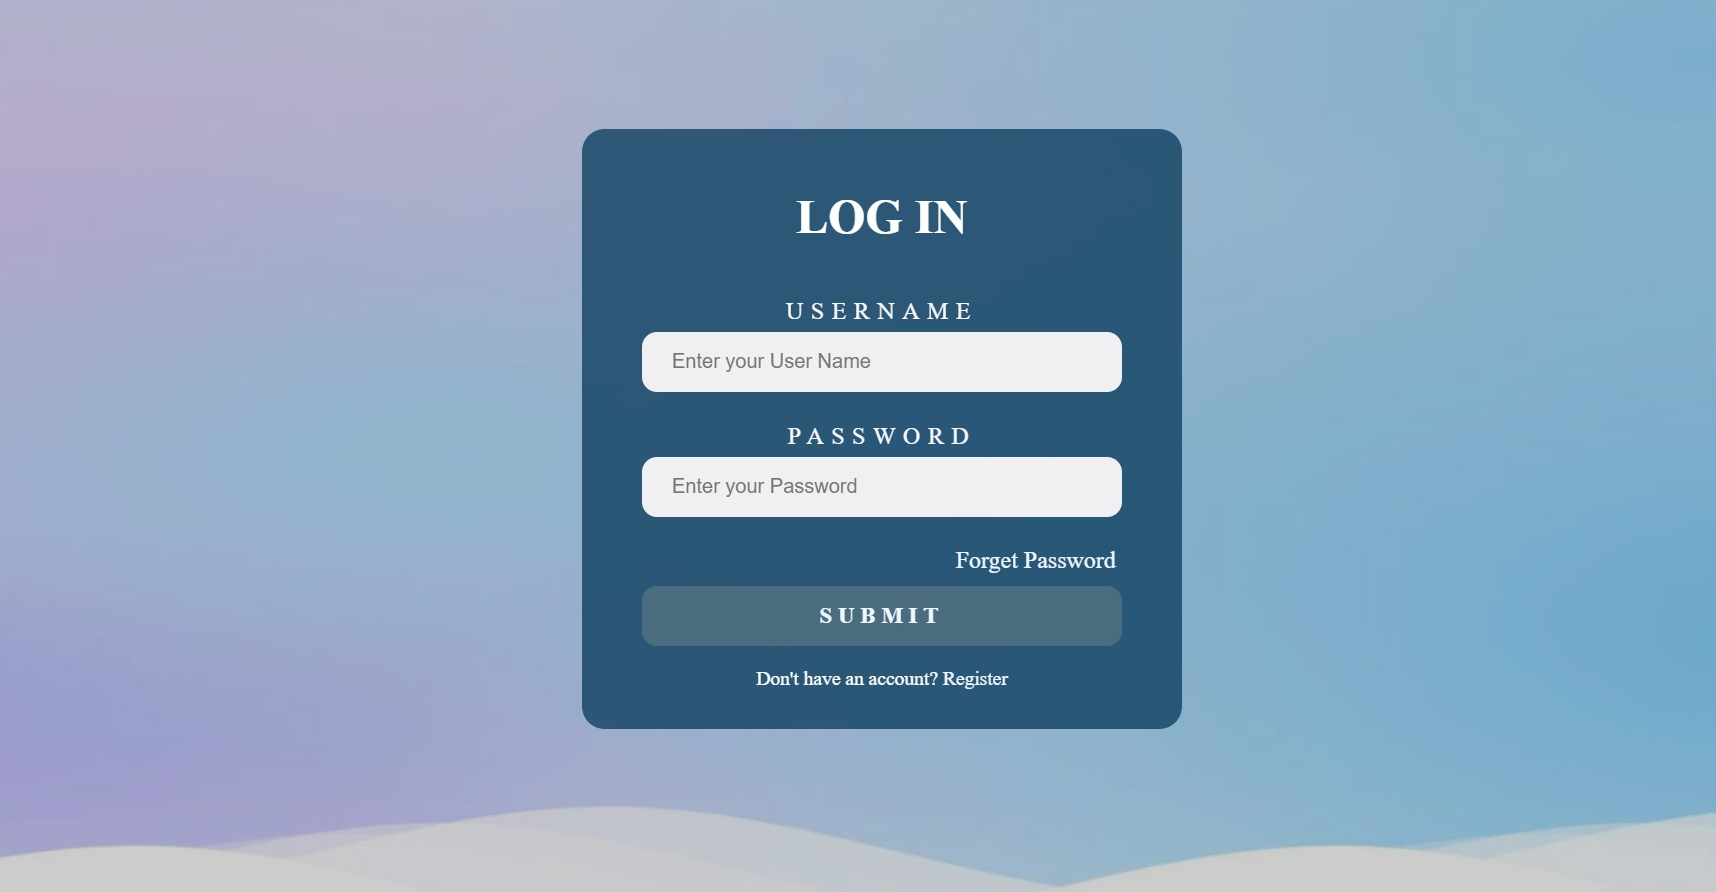 LOG IN
USERNAME
Enter your User Name
PASSWORD
Enter your Password
Forget Password
SUBMIT
Don't have an account? Register